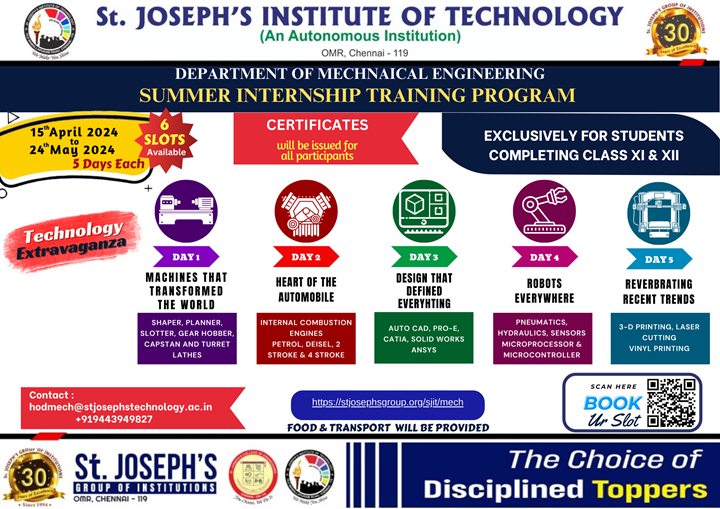 St. JOSEPH'S INSTITUTE OF TECHNOLOGY
(An Autonomous Institution)
OMR, Chennai - 119
30
DEPARTMENT OF MECHNAICAL ENGINEERING
SUMMER INTERNSHIP TRAINING PROGRAM
15th April 2024
to
24th May 2024
5 Days Each
6
SLOTS
Available
CERTIFICATES
will be issued for
all participants
EXCLUSIVELY FOR STUDENTS
COMPLETING CLASS XI & XII
Technology
Extravaganza
DAY 1
MACHINES THAT
TRANSFORMED
THE WORLD
SHAPER, PLANNER,
SLOTTER, GEAR HOBBER,
CAPSTAN AND TURRET
LATHES
DAY 2
HEART OF THE
AUTOMOBILE
INTERNAL COMBUSTION
ENGINES
PETROL, DEISEL, 2
STROKE & 4 STROKE
DAY 3
DESIGN THAT
DEFINED
EVERYHTING
AUTO CAD, PRO-E,
CATIA, SOLID WORKS
ANSYS
DAY 4
ROBOTS
EVERYWHERE
PNEUMATICS,
HYDRAULICS, SENSORS
MICROPROCESSOR &
MICROCONTROLLER
DAY 5
REVERBRATING
RECENT TRENDS
3-D PRINTING, LASER
CUTTING
VINYL PRINTING
Contact :
hodmech@stjosephstechnology.ac.in
+919443949827
https://stjosephsgroup.org/sjit/mech
FOOD & TRANSPORT WILL BE PROVIDED
SCAN HERE
BOOK
Ur Slot
30
Since 1994
St. JOSEPH'S
GROUP OF INSTITUTIONS
OMR, CHENNAI - 119
The Choice of
Disciplined Toppers